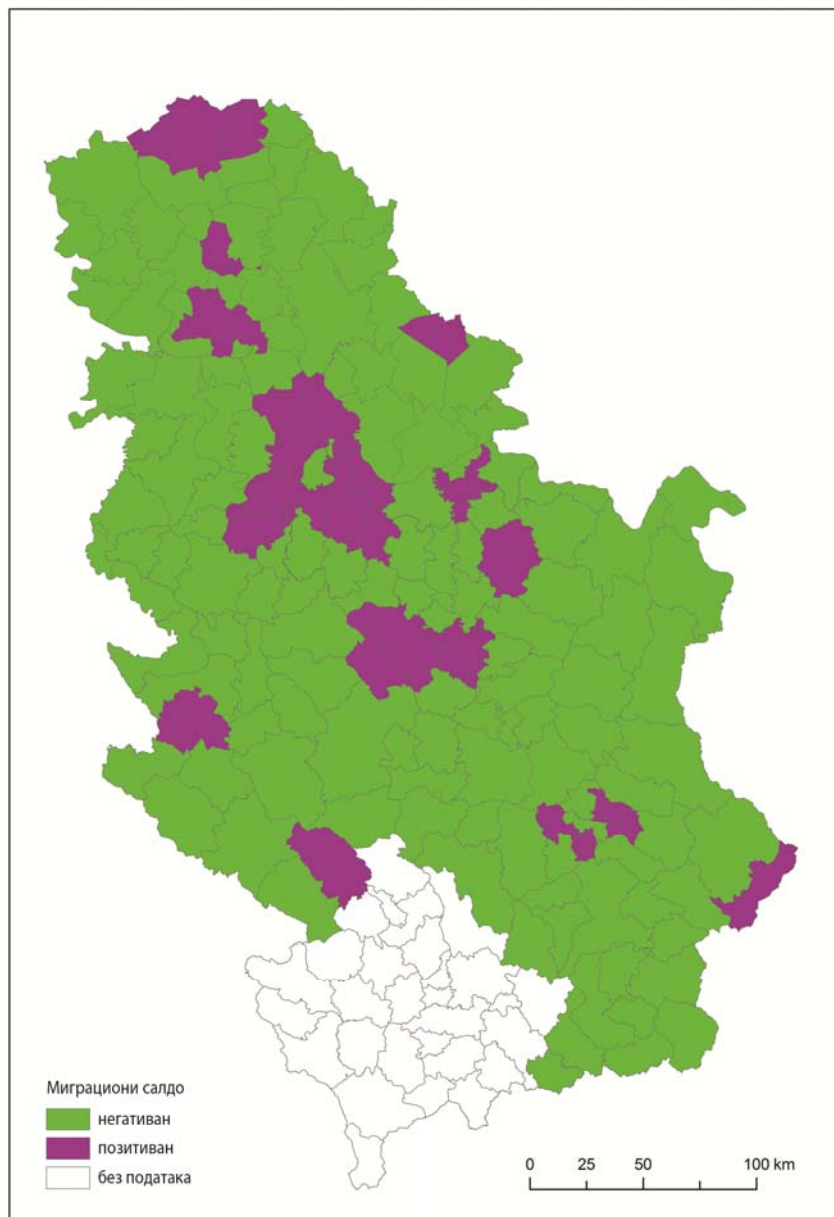 Миграциони салдо
негативан
позитиван
без података
0 25 50 100 km